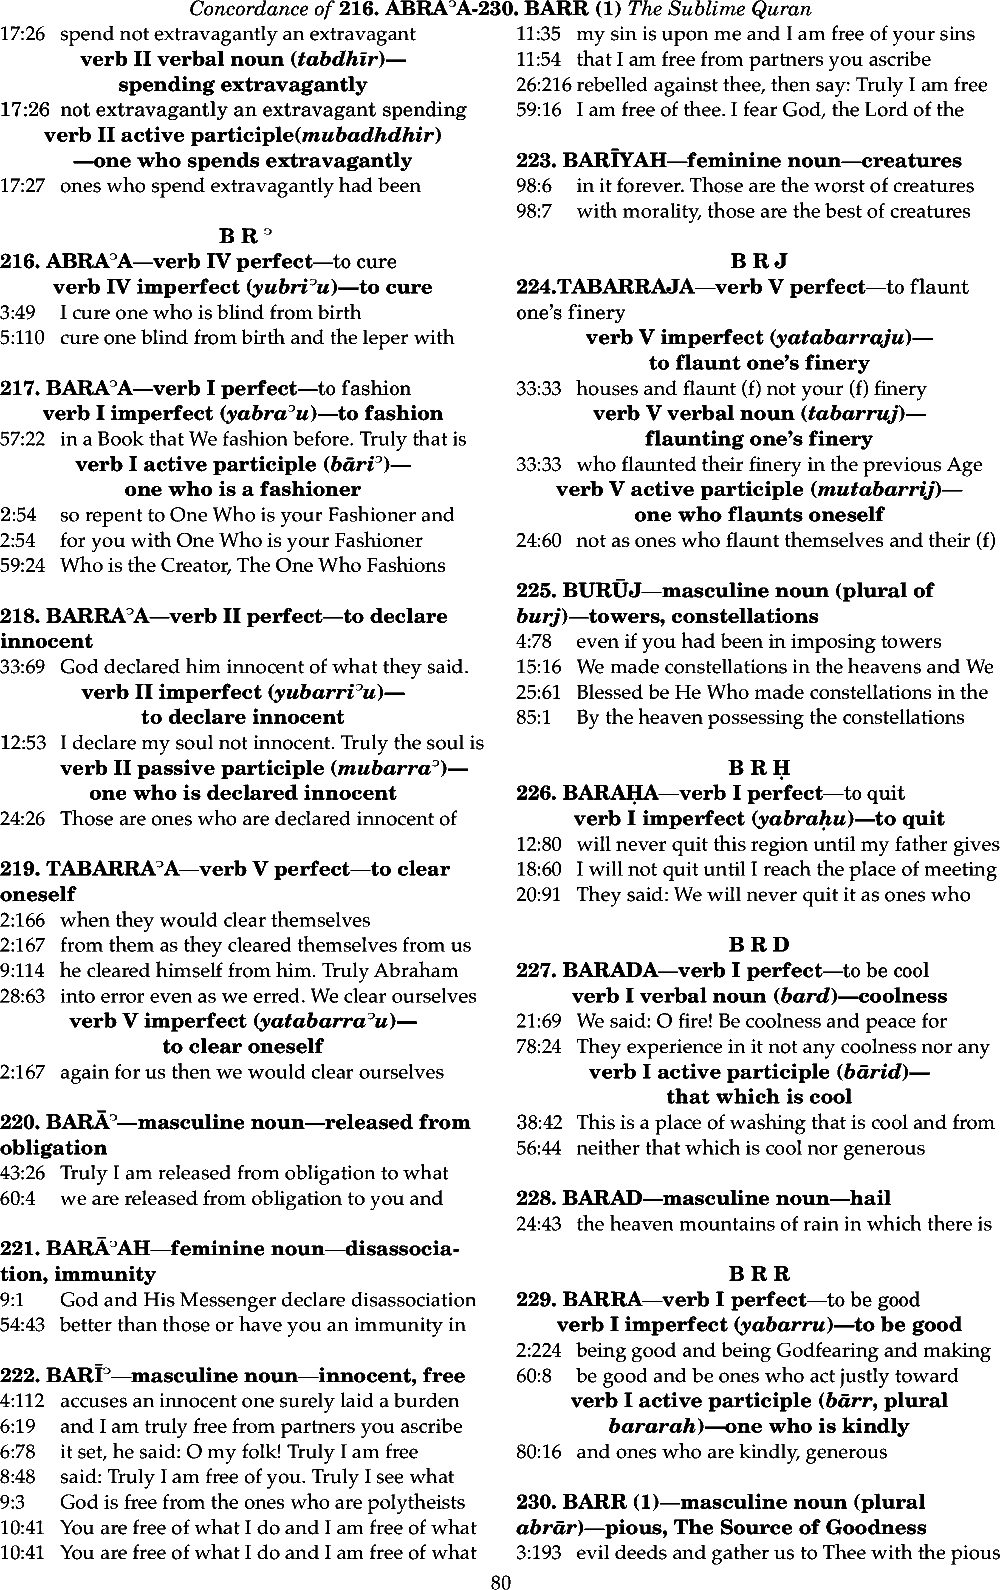 Concordance of 216. ABRAᵓA-230. BARR (1) The Sublime Quran
17:26 spend not extravagantly an extravagant
verb II verbal noun (tabdhīr)—
spending extravagantly
17:26 not extravagantly an extravagant spending
verb II active participle(mubadhdhir)
—one who spends extravagantly
17:27 ones who spend extravagantly had been
B R ᵓ
216. ABRAᵓA—verb IV perfect—to cure
verb IV imperfect (yubriᵓu)—to cure
3:49 I cure one who is blind from birth
5:110 cure one blind from birth and the leper with
217. BARAᵓA—verb I perfect—to fashion
verb I imperfect (yabraᵓu)—to fashion
57:22 in a Book that We fashion before. Truly that is
verb I active participle (bāriᵓ)—
one who is a fashioner
2:54 so repent to One Who is your Fashioner and
2:54 for you with One Who is your Fashioner
59:24 Who is the Creator, The One Who Fashions
218. BARRAᵓA—verb II perfect—to declare
innocent
33:69 God declared him innocent of what they said.
verb II imperfect (yubarriᵓu)—
to declare innocent
12:53 I declare my soul not innocent. Truly the soul is
verb II passive participle (mubarraᵓ)—
one who is declared innocent
24:26 Those are ones who are declared innocent of
219. TABARRAᵓA—verb V perfect—to clear
oneself
2:166 when they would clear themselves
2:167 from them as they cleared themselves from us
9:114 he cleared himself from him. Truly Abraham
28:63 into error even as we erred. We clear ourselves
verb V imperfect (yatabarraᵓu)—
to clear oneself
2:167 again for us then we would clear ourselves
220. BARĀᵓ—masculine noun—released from
obligation
43:26 Truly I am released from obligation to what
60:4 we are released from obligation to you and
221. BARĀᵓAH—feminine noun—disassocia-
tion, immunity
9:1 God and His Messenger declare disassociation
54:43 better than those or have you an immunity in
222. BARĪᵓ—masculine noun—innocent, free
4:112 accuses an innocent one surely laid a burden
6:19 and I am truly free from partners you ascribe
6:78 it set, he said: O my folk! Truly I am free
8:48 said: Truly I am free of you. Truly I see what
9:3 God is free from the ones who are polytheists
10:41 You are free of what I do and I am free of what
10:41 You are free of what I do and I am free of what
11:35 my sin is upon me and I am free of your sins
11:54 that I am free from partners you ascribe
26:216 rebelled against thee, then say: Truly I am free
59:16 I am free of thee. I fear God, the Lord of the
223. BARĪYAH—feminine noun—creatures
98:6 in it forever. Those are the worst of creatures
98:7 with morality, those are the best of creatures
B R J
224.TABARRAJA—verb V perfect—to flaunt
one's finery
verb V imperfect (yatabarraju)—
to flaunt one's finery
33:33 houses and flaunt (f) not your (f) finery
verb V verbal noun (tabarruj)—
flaunting one's finery
33:33 who flaunted their finery in the previous Age
verb V active participle (mutabarrij)—
one who flaunts oneself
24:60 not as ones who flaunt themselves and their (f)
225. BURŪJ—masculine noun (plural of
burj)—towers, constellations
4:78 even if you had been in imposing towers
15:16 We made constellations in the heavens and We
25:61 Blessed be He Who made constellations in the
85:1 By the heaven possessing the constellations
B R Ḥ
226. BARAḤA—verb I perfect—to quit
verb I imperfect (yabraḥu)—to quit
12:80 will never quit this region until my father gives
18:60 I will not quit until I reach the place of meeting
20:91 They said: We will never quit it as ones who
B R D
227. BARADA—verb I perfect—to be cool
verb I verbal noun (bard)—coolness
21:69 We said: O fire! Be coolness and peace for
78:24 They experience in it not any coolness nor any
verb I active participle (bārid)—
that which is cool
38:42 This is a place of washing that is cool and from
56:44 neither that which is cool nor generous
228. BARAD—masculine noun—hail
24:43 the heaven mountains of rain in which there is
B R R
229. BARRA—verb I perfect—to be good
verb I imperfect (yabarru)—to be good
2:224 being good and being Godfearing and making
60:8 be good and be ones who act justly toward
verb I active participle (bārr, plural
bararah)—one who is kindly
80:16 and ones who are kindly, generous
230. BARR (1)—masculine noun (plural
abrār)—pious, The Source of Goodness
3:193 evil deeds and gather us to Thee with the pious
80